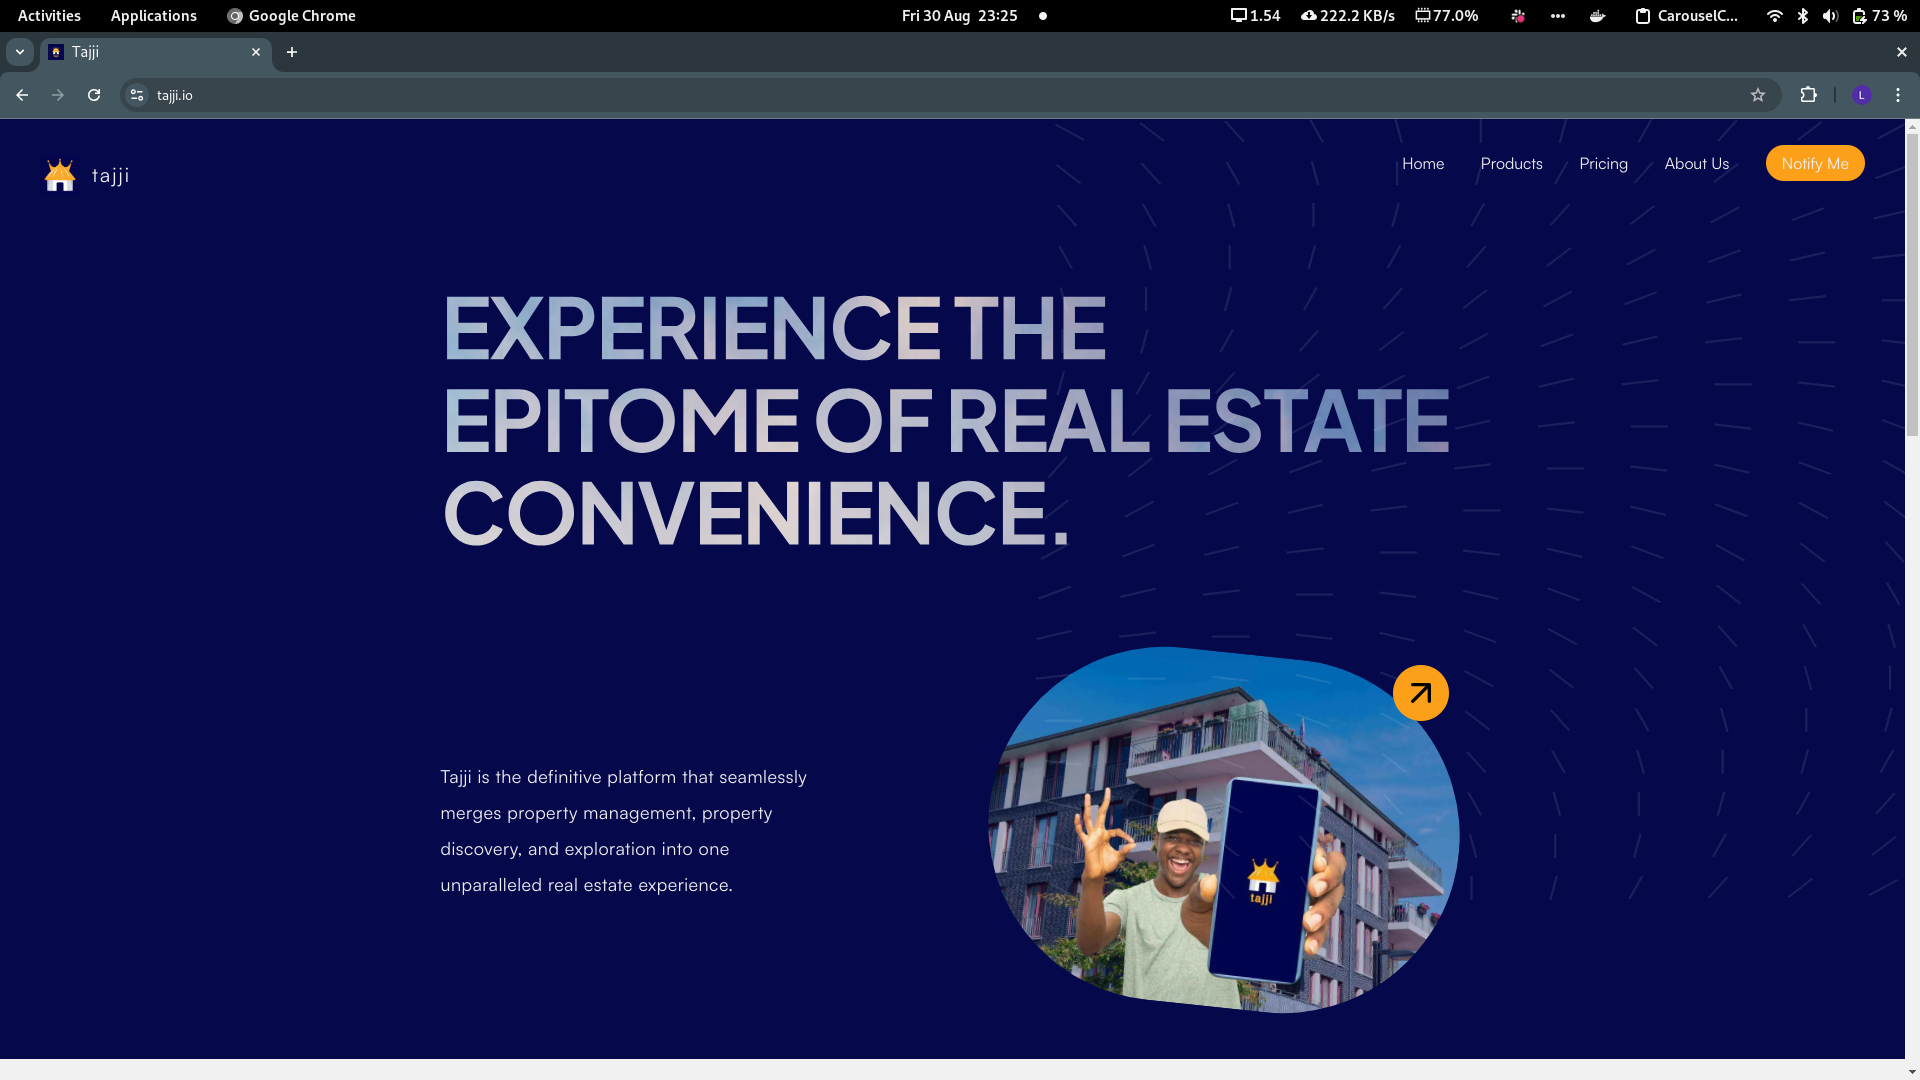 Activities Applications Google Chrome Fri 30 Aug 23:25 1.54 222.2 KB/s 77.0% CarouselC... 73 %
Tajji
tajji.io L
tajji Home Products Pricing About Us Notify Me
EXPERIENCE THE
EPITOME OF REAL ESTATE
CONVENIENCE.
Tajji is the definitive platform that seamlessly
merges property management, property
discovery, and exploration into one
unparalleled real estate experience.
tajji